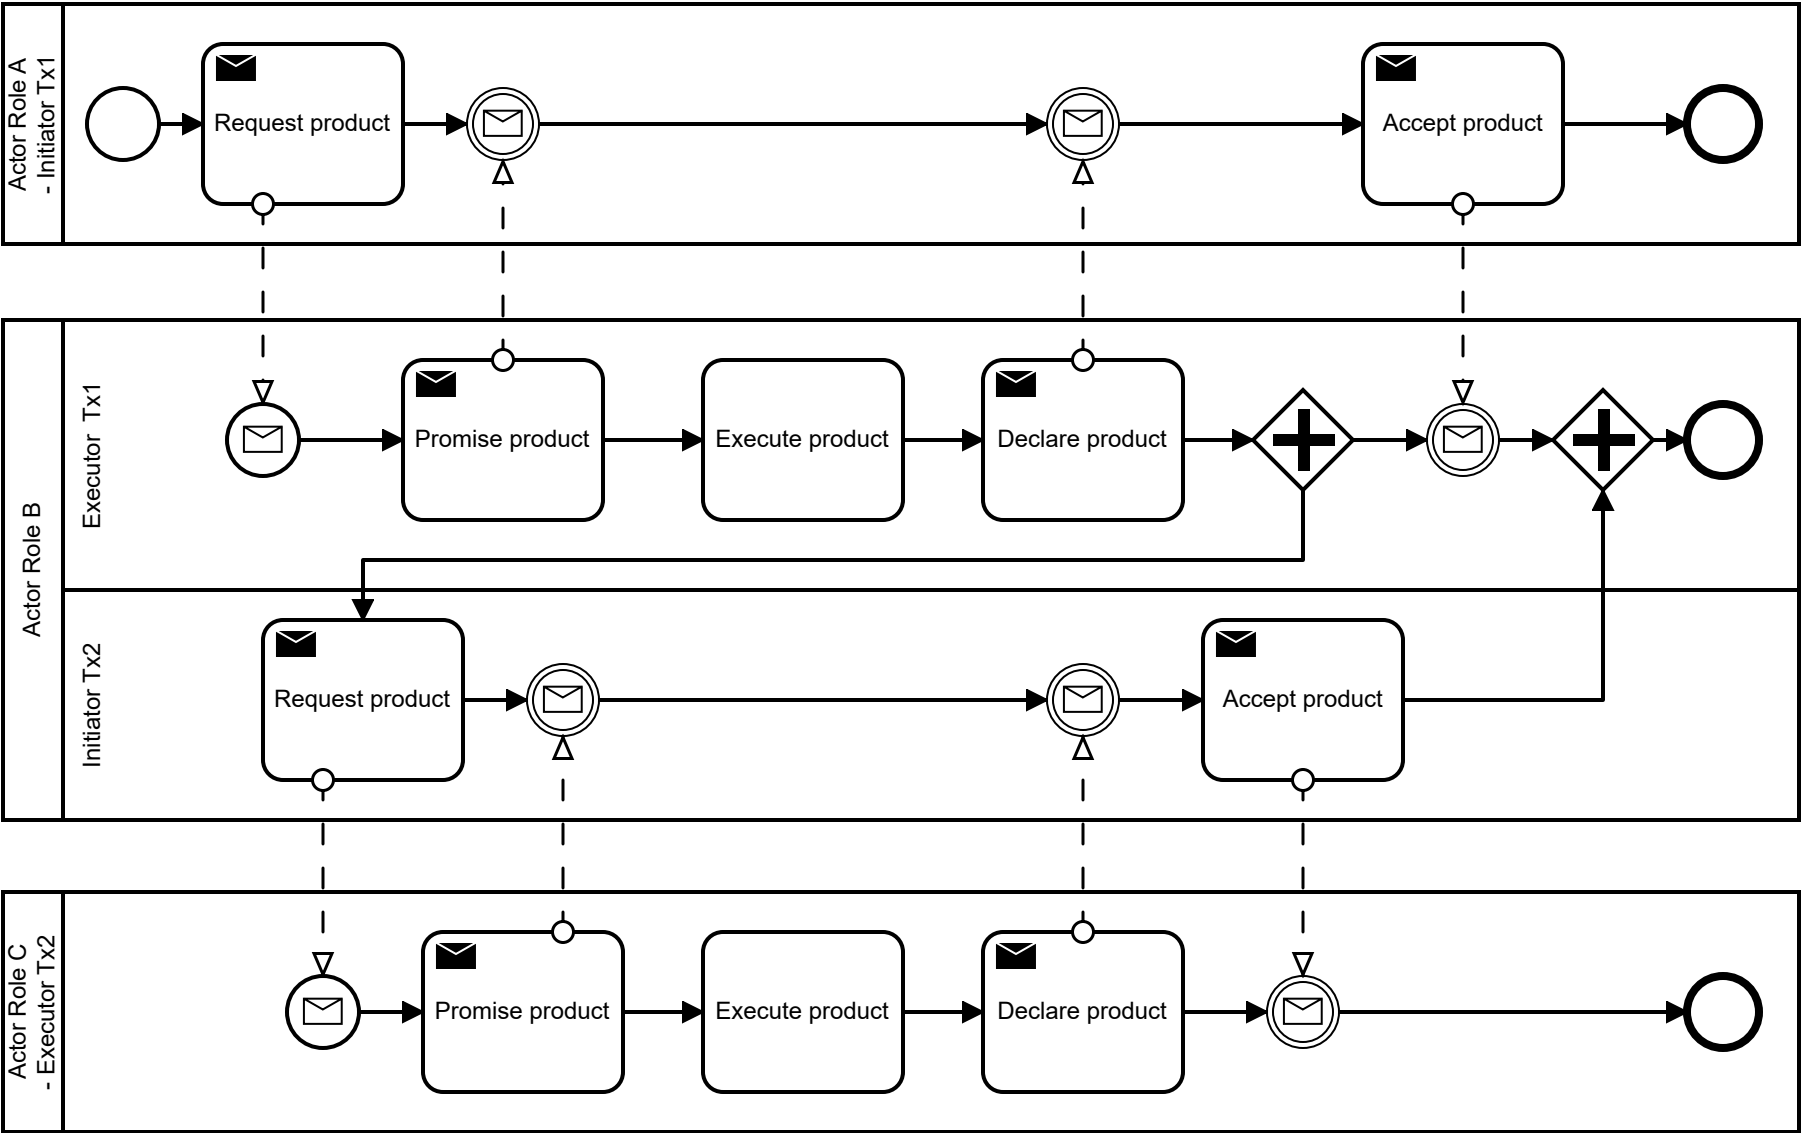 Actor Role A
- Initiator Tx1
Request product
Accept product
Actor Role B
Executor Tx1
Promise product
Execute product
Declare product
Initiator Tx2
Request product
Accept product
Actor Role C
- Executor Tx2
Promise product
Execute product
Declare product